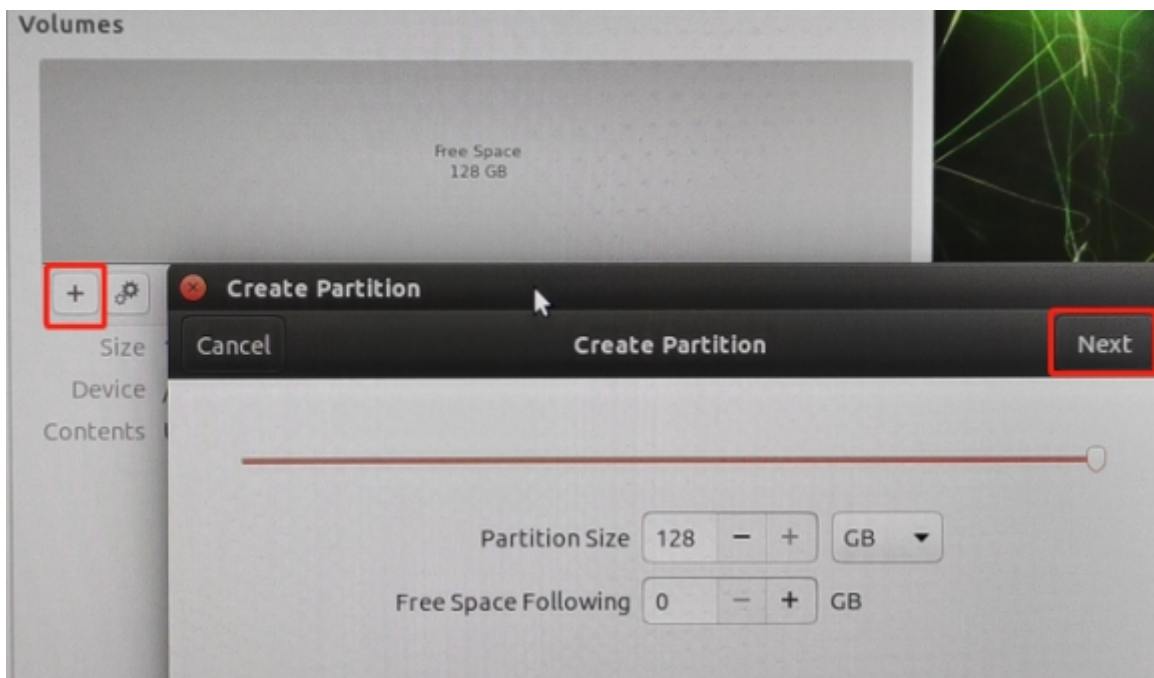 Volumes
Free Space
128 GB
+
Create Partition
Cancel
Create Partition
Next
Size
Device
Contents
Partition Size 128 − + GB
Free Space Following 0 − + GB